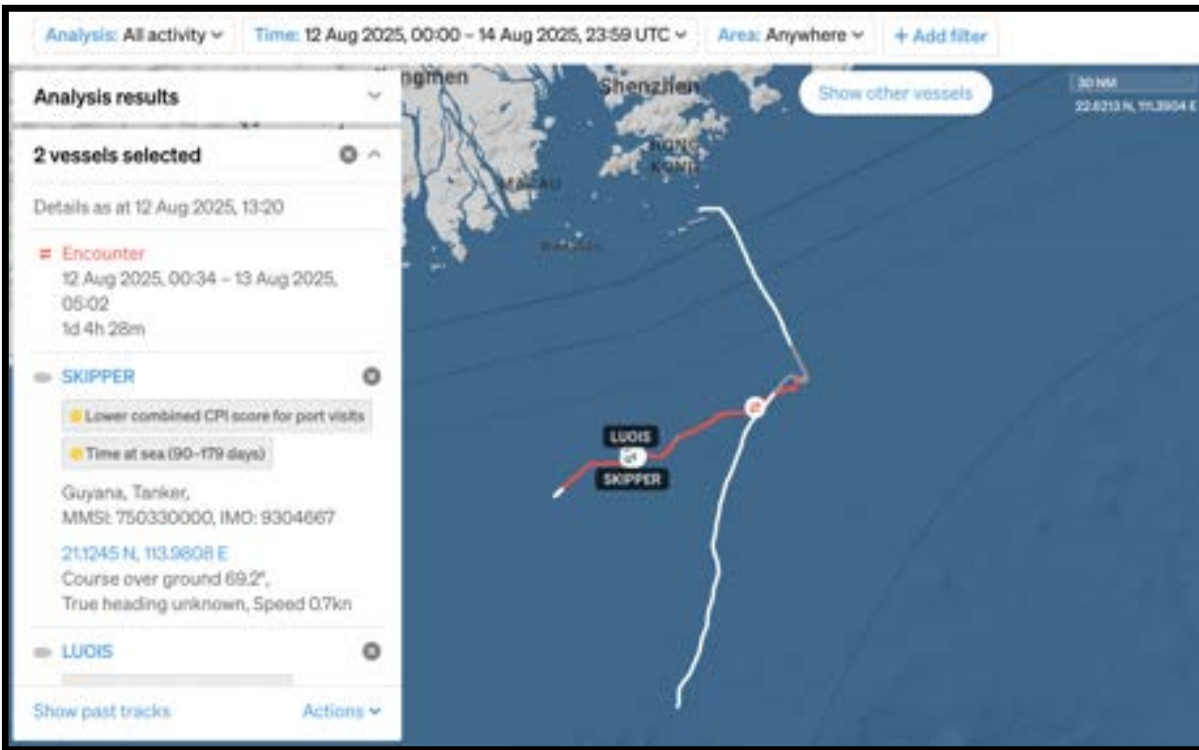 Analysis: All activity
Time: 12 Aug 2025, 00:00 – 14 Aug 2025, 23:59 UTC
Area: Anywhere
+ Add filter
Analysis results
2 vessels selected
Details as at 12 Aug 2025, 13:20
Encounter
12 Aug 2025, 00:34 – 13 Aug 2025,
05:02
1d 4h 28m
SKIPPER
Lower combined CPI score for port visits
Time at sea (90–179 days)
Guyana, Tanker,
MMSI: 750330000, IMO: 9304667
21.1245 N, 113.9808 E
Course over ground 69.2°,
True heading unknown, Speed 0.7kn
LUOIS
Show past tracks
Actions
ngmen
Shenzhen
Show other vessels
30 NM
HONG
KONG
MACAU
LUOIS
SKIPPER